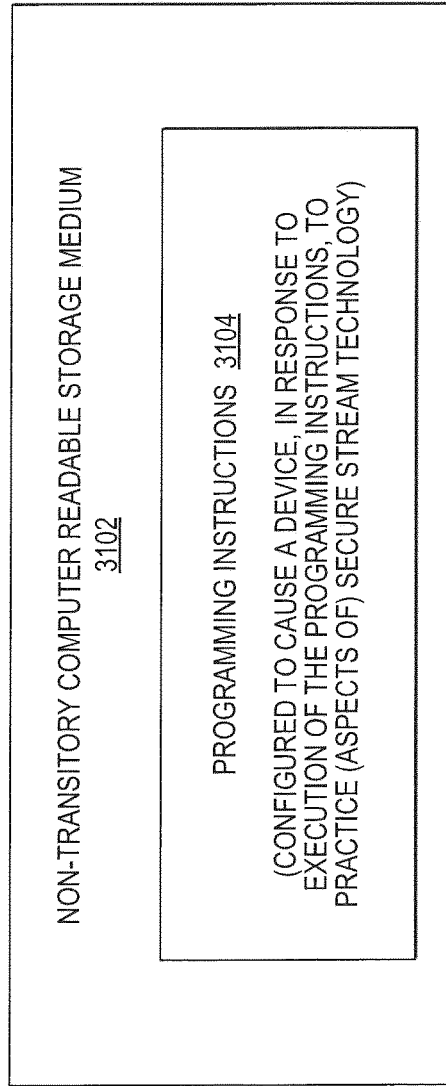 NON-TRANSITORY COMPUTER READABLE STORAGE MEDIUM
3102
PROGRAMMING INSTRUCTIONS 3104
(CONFIGURED TO CAUSE A DEVICE, IN RESPONSE TO
EXECUTION OF THE PROGRAMMING INSTRUCTIONS, TO
PRACTICE (ASPECTS OF) SECURE STREAM TECHNOLOGY)